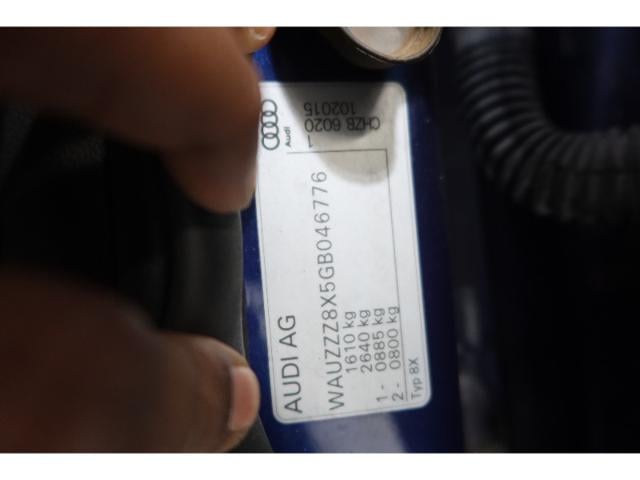 AUDI AG
WAUZZZ8X5GB046776
1610 kg
2640 kg
1 - 0885 kg
2 - 0800 kg
Typ 8X
Audi
CHZB 6020
102015
1